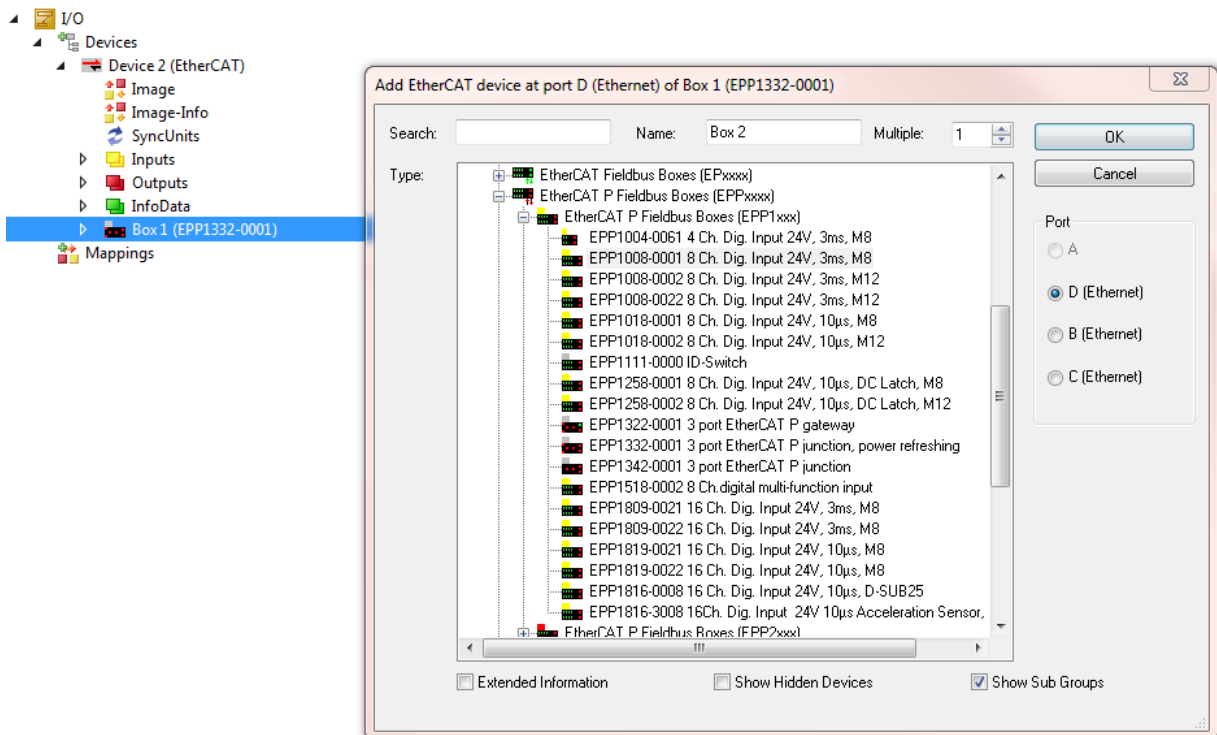 I/O
Devices
Device 2 (EtherCAT)
Image
Image-Info
SyncUnits
Inputs
Outputs
InfoData
Box 1 (EPP1332-0001)
Mappings
Add EtherCAT device at port D (Ethernet) of Box 1 (EPP1332-0001)
Search: Name: Box 2 Multiple: 1 OK
Type: Cancel
EtherCAT Fieldbus Boxes (EPxxxx)
EtherCAT P Fieldbus Boxes (EPPxxxx)
EtherCAT P Fieldbus Boxes (EPP1xxx)
EPP1004-0061 4 Ch. Dig. Input 24V, 3ms, M8
EPP1008-0001 8 Ch. Dig. Input 24V, 3ms, M8
EPP1008-0002 8 Ch. Dig. Input 24V, 3ms, M12
EPP1008-0022 8 Ch. Dig. Input 24V, 3ms, M12
EPP1018-0001 8 Ch. Dig. Input 24V, 10µs, M8
EPP1018-0002 8 Ch. Dig. Input 24V, 10µs, M12
EPP1111-0000 ID-Switch
EPP1258-0001 8 Ch. Dig. Input 24V, 10µs, DC Latch, M8
EPP1258-0002 8 Ch. Dig. Input 24V, 10µs, DC Latch, M12
EPP1322-0001 3 port EtherCAT P gateway
EPP1332-0001 3 port EtherCAT P junction, power refreshing
EPP1342-0001 3 port EtherCAT P junction
EPP1518-0002 8 Ch.digital multi-function input
EPP1809-0021 16 Ch. Dig. Input 24V, 3ms, M8
EPP1809-0022 16 Ch. Dig. Input 24V, 3ms, M8
EPP1819-0021 16 Ch. Dig. Input 24V, 10µs, M8
EPP1819-0022 16 Ch. Dig. Input 24V, 10µs, M8
EPP1816-0008 16 Ch. Dig. Input 24V, 10µs, D-SUB25
EPP1816-3008 16Ch. Dig. Input 24V 10µs Acceleration Sensor,
EtherCAT P Fieldbus Boxes (EPP2xxx)
Port
A
D (Ethernet)
B (Ethernet)
C (Ethernet)
Extended Information Show Hidden Devices Show Sub Groups